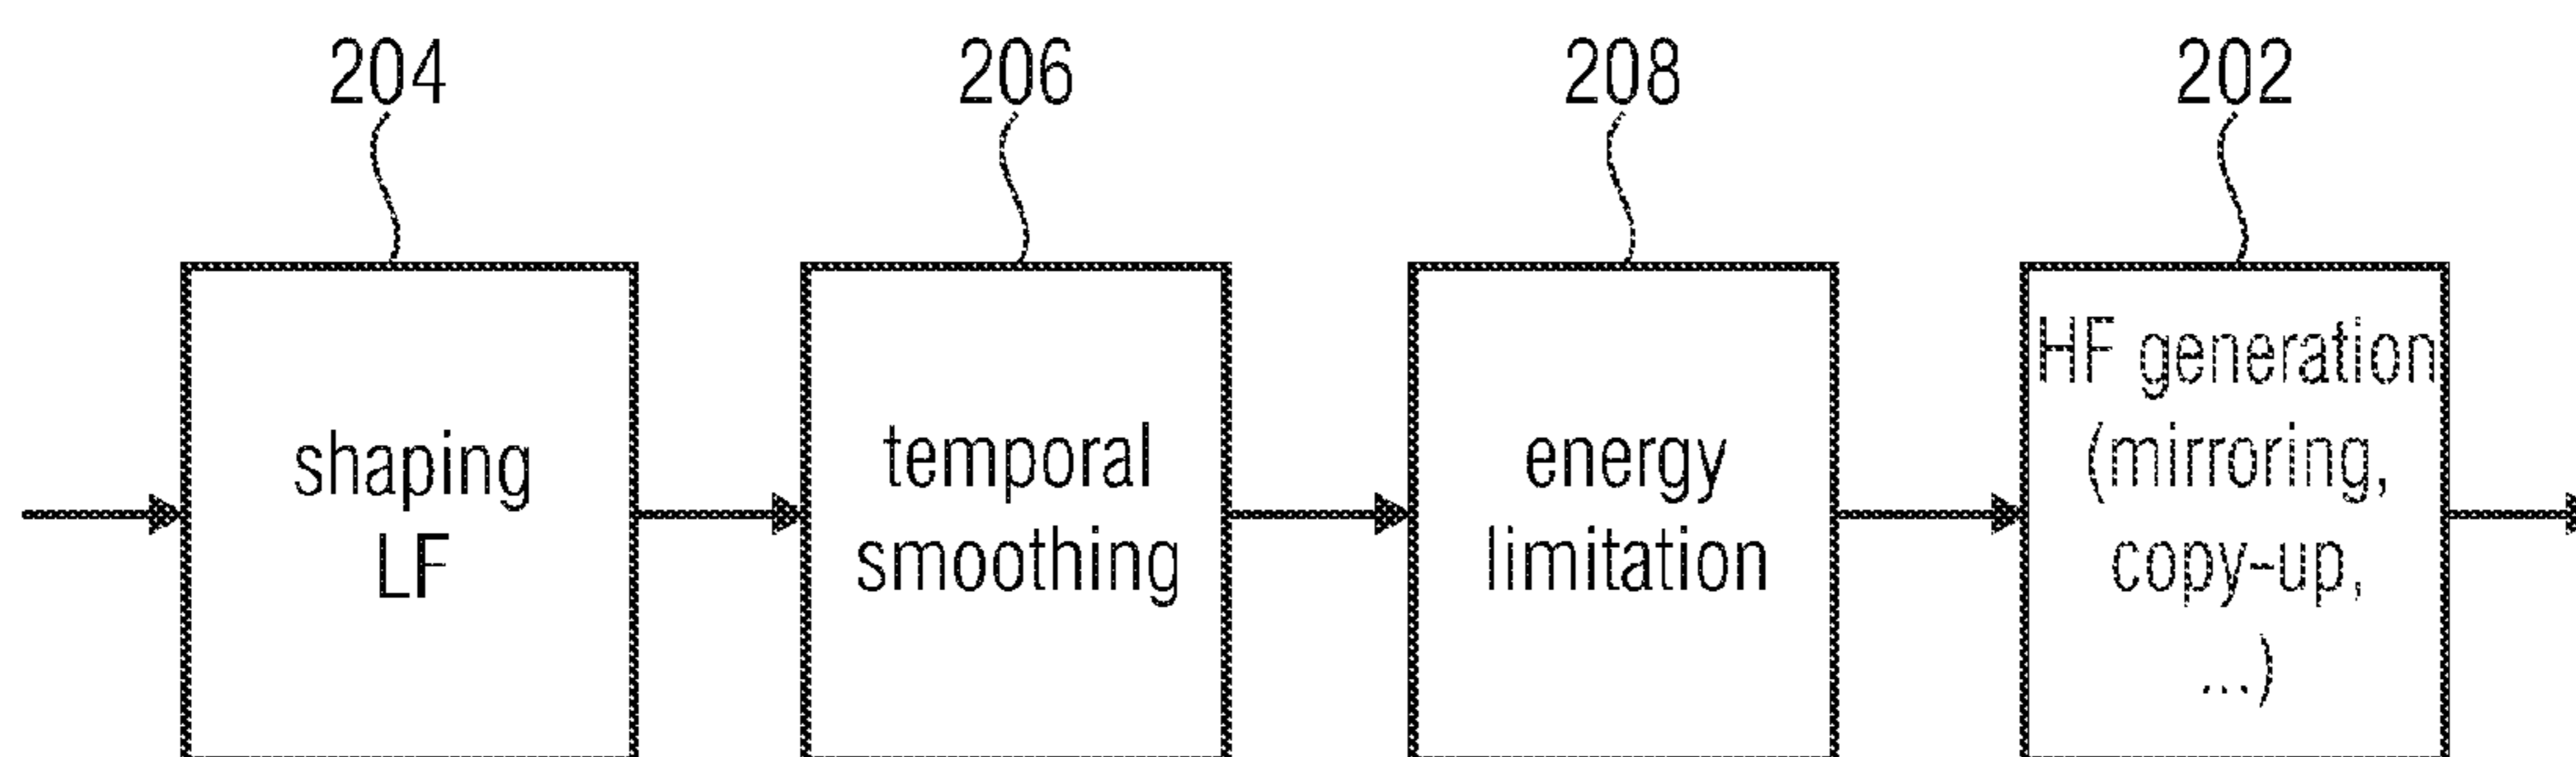 204
206
208
202
shaping
LF
temporal
smoothing
energy
limitation
HF generation
(mirroring,
copy-up,
...)